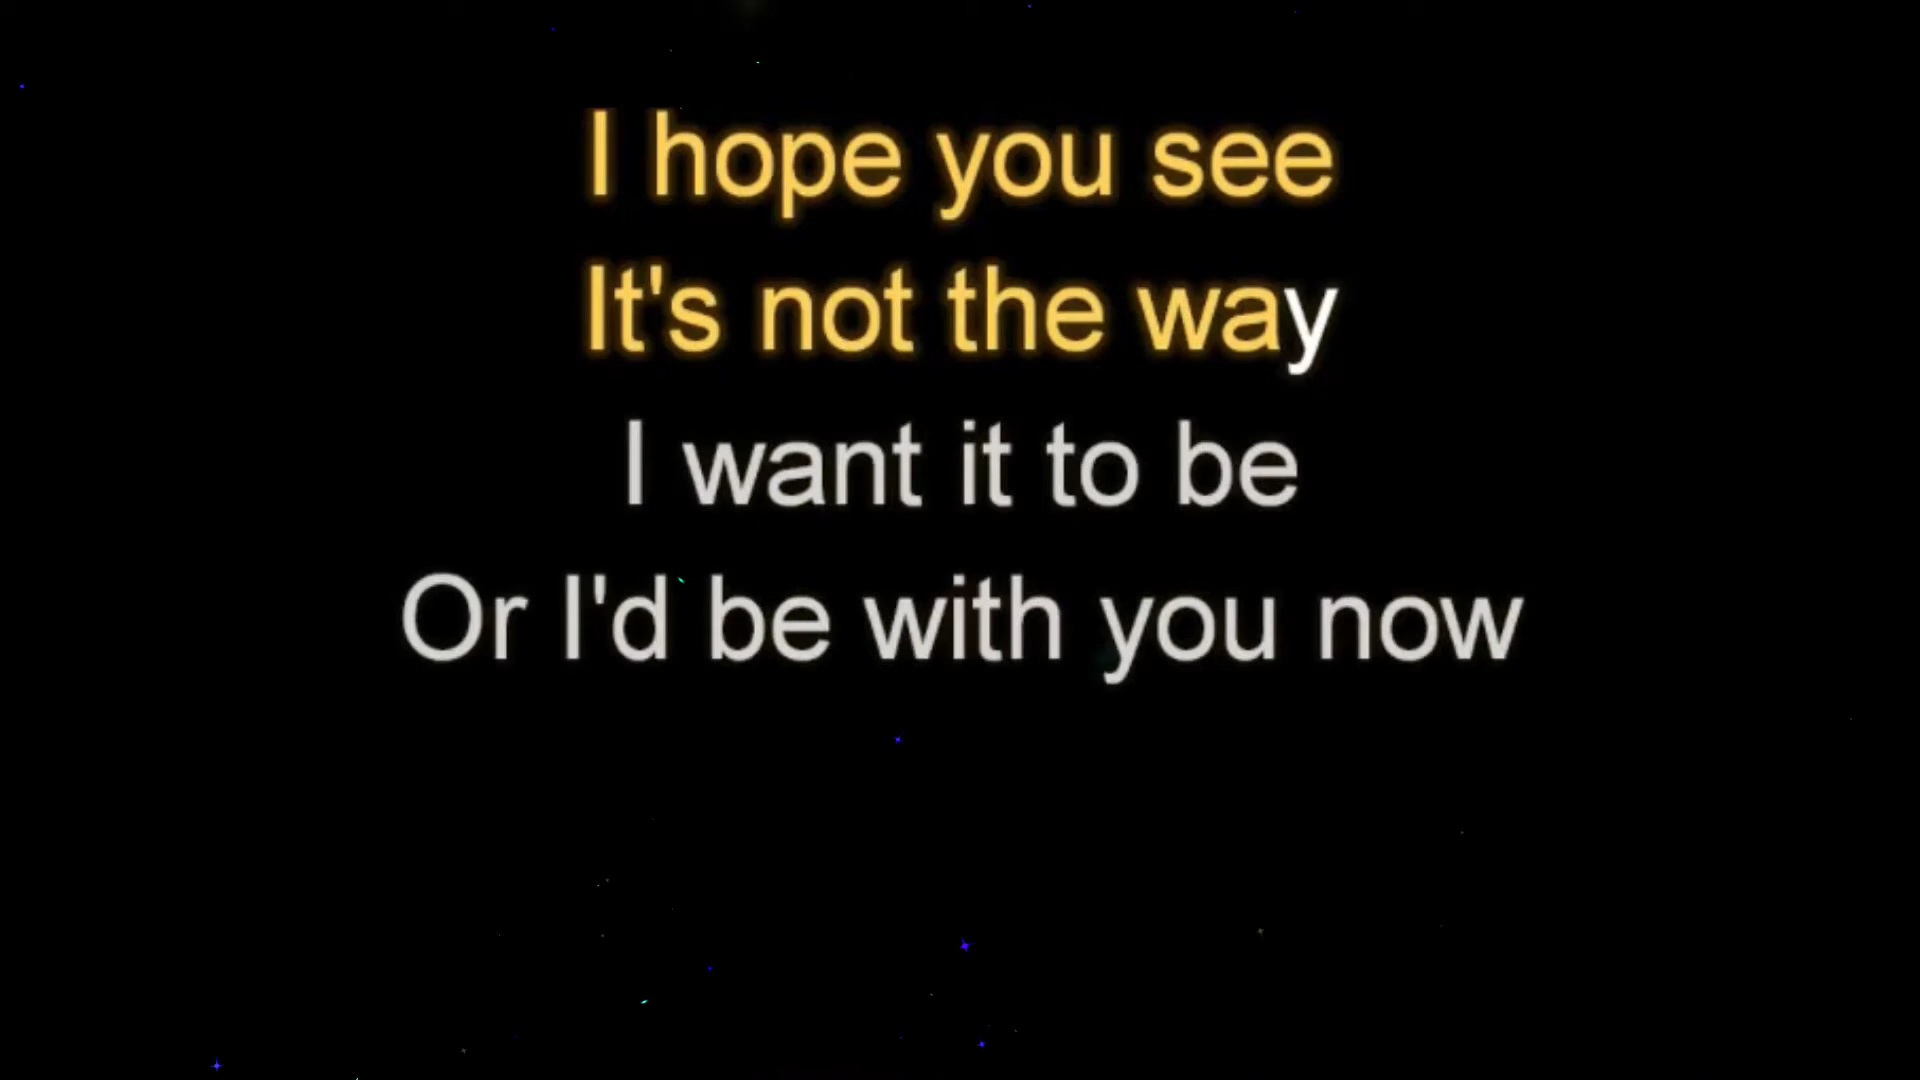 I hope you see
It's not the way
I want it to be
Or I'd be with you now